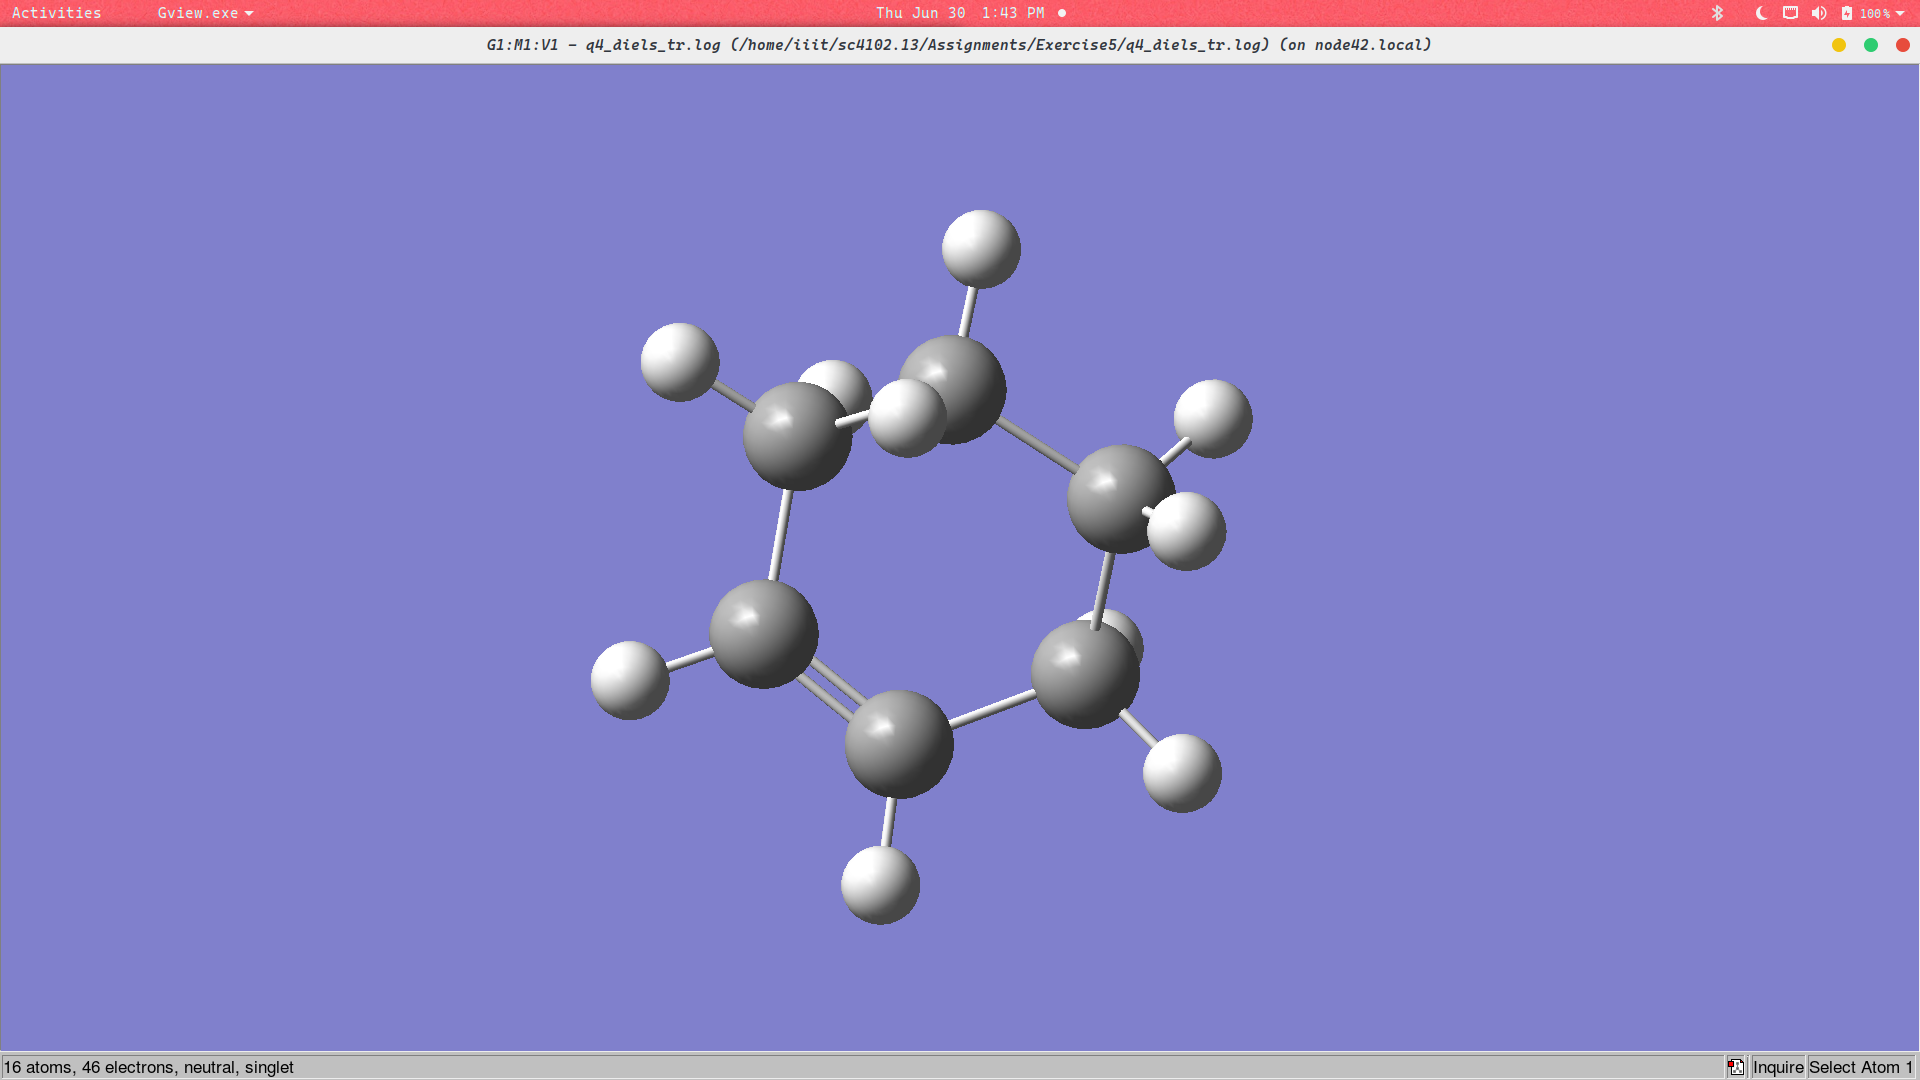 Activities Gview.exe Thu Jun 30 1:43 PM 100%
G1:M1:V1 - q4_diels_tr.log (/home/iiit/sc4102.13/Assignments/Exercise5/q4_diels_tr.log) (on node42.local)
16 atoms, 46 electrons, neutral, singlet Inquire Select Atom 1